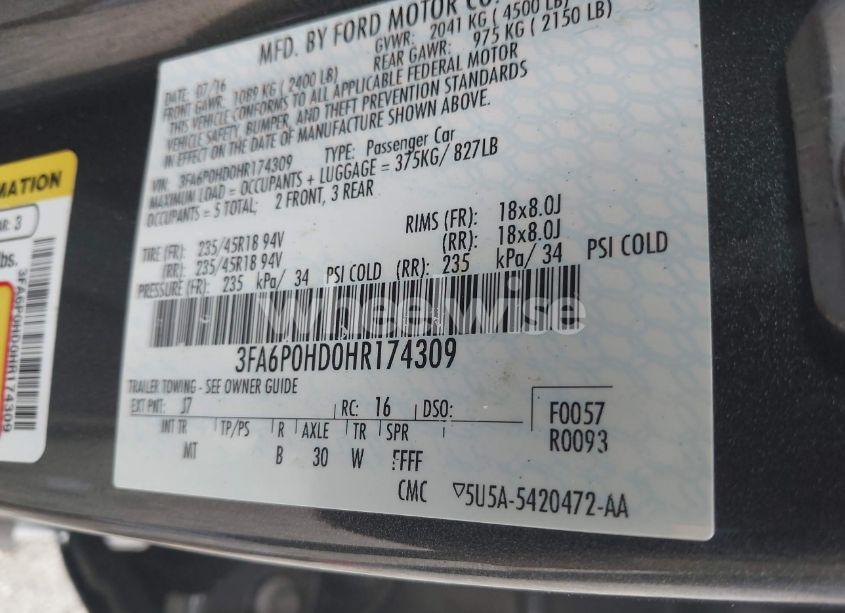 MFD. BY FORD MOTOR CO.
DATE: 07/16 GVWR: 2041 KG ( 4500 LB)
FRONT GAWR: 1089 KG ( 2400 LB) REAR GAWR: 975 KG ( 2150 LB)
THIS VEHICLE CONFORMS TO ALL APPLICABLE FEDERAL MOTOR
VEHICLE SAFETY, BUMPER, AND THEFT PREVENTION STANDARDS
IN EFFECT ON THE DATE OF MANUFACTURE SHOWN ABOVE.
VIN: 3FA6P0HD0HR174309 TYPE: Passenger Car
MAXIMUM LOAD = OCCUPANTS + LUGGAGE = 375KG/ 827LB
OCCUPANTS = 5 TOTAL; 2 FRONT, 3 REAR
TIRE (FR): 235/45R18 94V RIMS (FR): 18x8.0J
(RR): 235/45R18 94V (RR): 18x8.0J
PRESSURE (FR): 235 kPa/ 34 PSI COLD (RR): 235 kPa/ 34 PSI COLD
wheelwise
3FA6P0HD0HR174309
TRAILER TOWING - SEE OWNER GUIDE
EXT PNT: J7 RC: 16 DSO: F0057
INT TR TP/PS R AXLE TR SPR R0093
MT B 30 W FFFF
CMC 5U5A-5420472-AA
MATION
AR: 3
lbs.
3FA6P0HD0HR174309